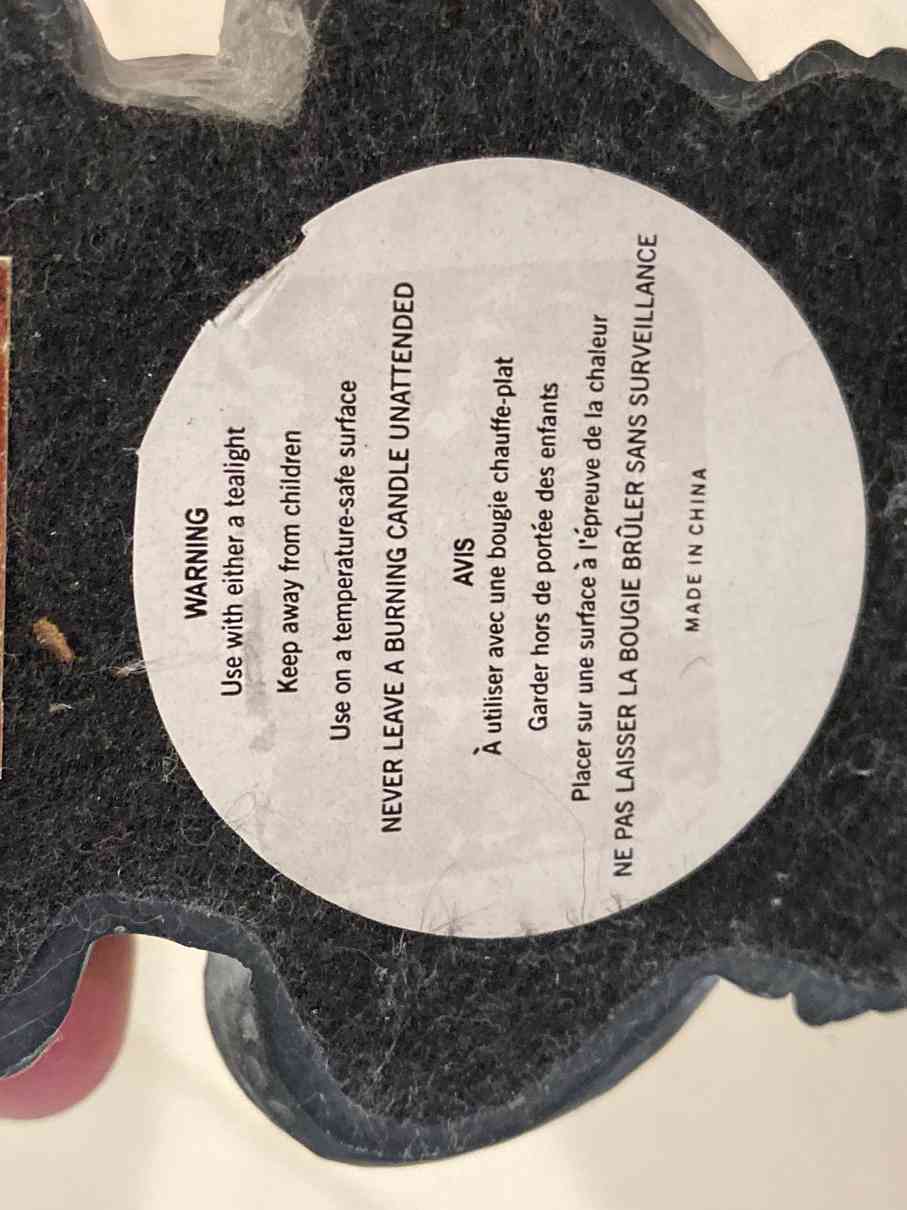 WARNING
Use with either a tealight
Keep away from children
Use on a temperature-safe surface
NEVER LEAVE A BURNING CANDLE UNATTENDED
AVIS
À utiliser avec une bougie chauffe-plat
Garder hors de portée des enfants
Placer sur une surface à l'épreuve de la chaleur
NE PAS LAISSER LA BOUGIE BRÛLER SANS SURVEILLANCE
MADE IN CHINA